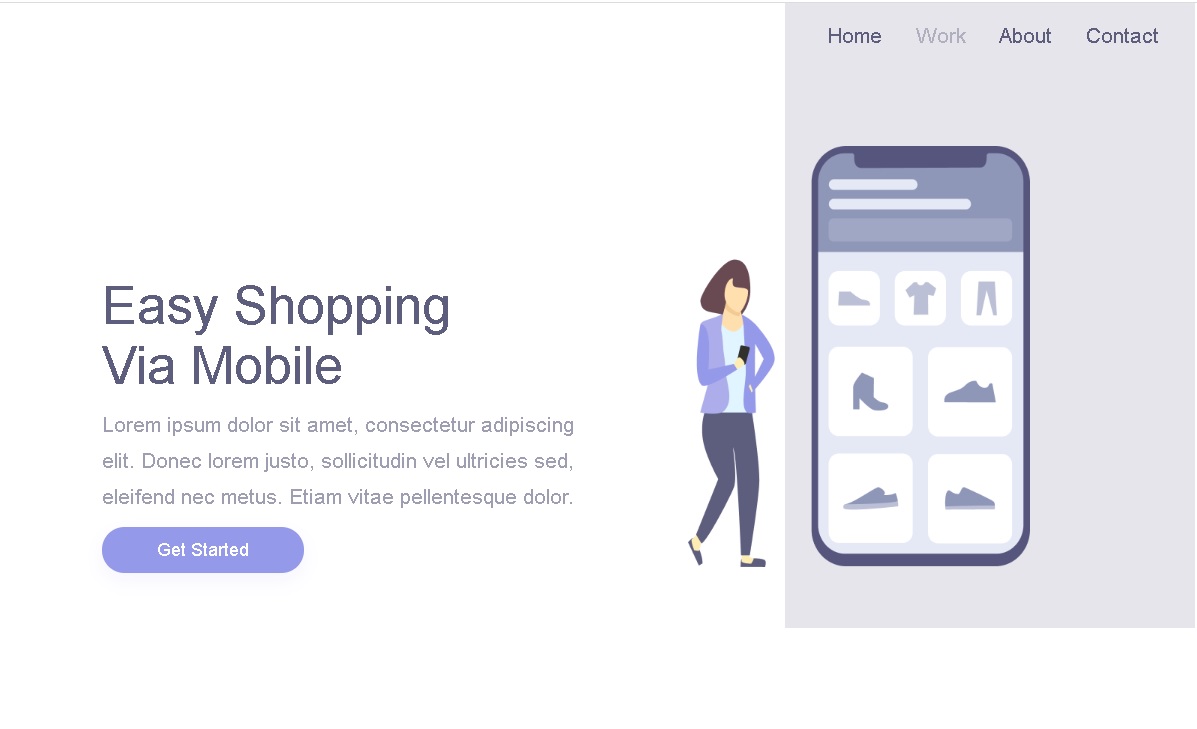 Home Work About Contact
Easy Shopping
Via Mobile
Lorem ipsum dolor sit amet, consectetur adipiscing
elit. Donec lorem justo, sollicitudin vel ultricies sed,
eleifend nec metus. Etiam vitae pellentesque dolor.
Get Started